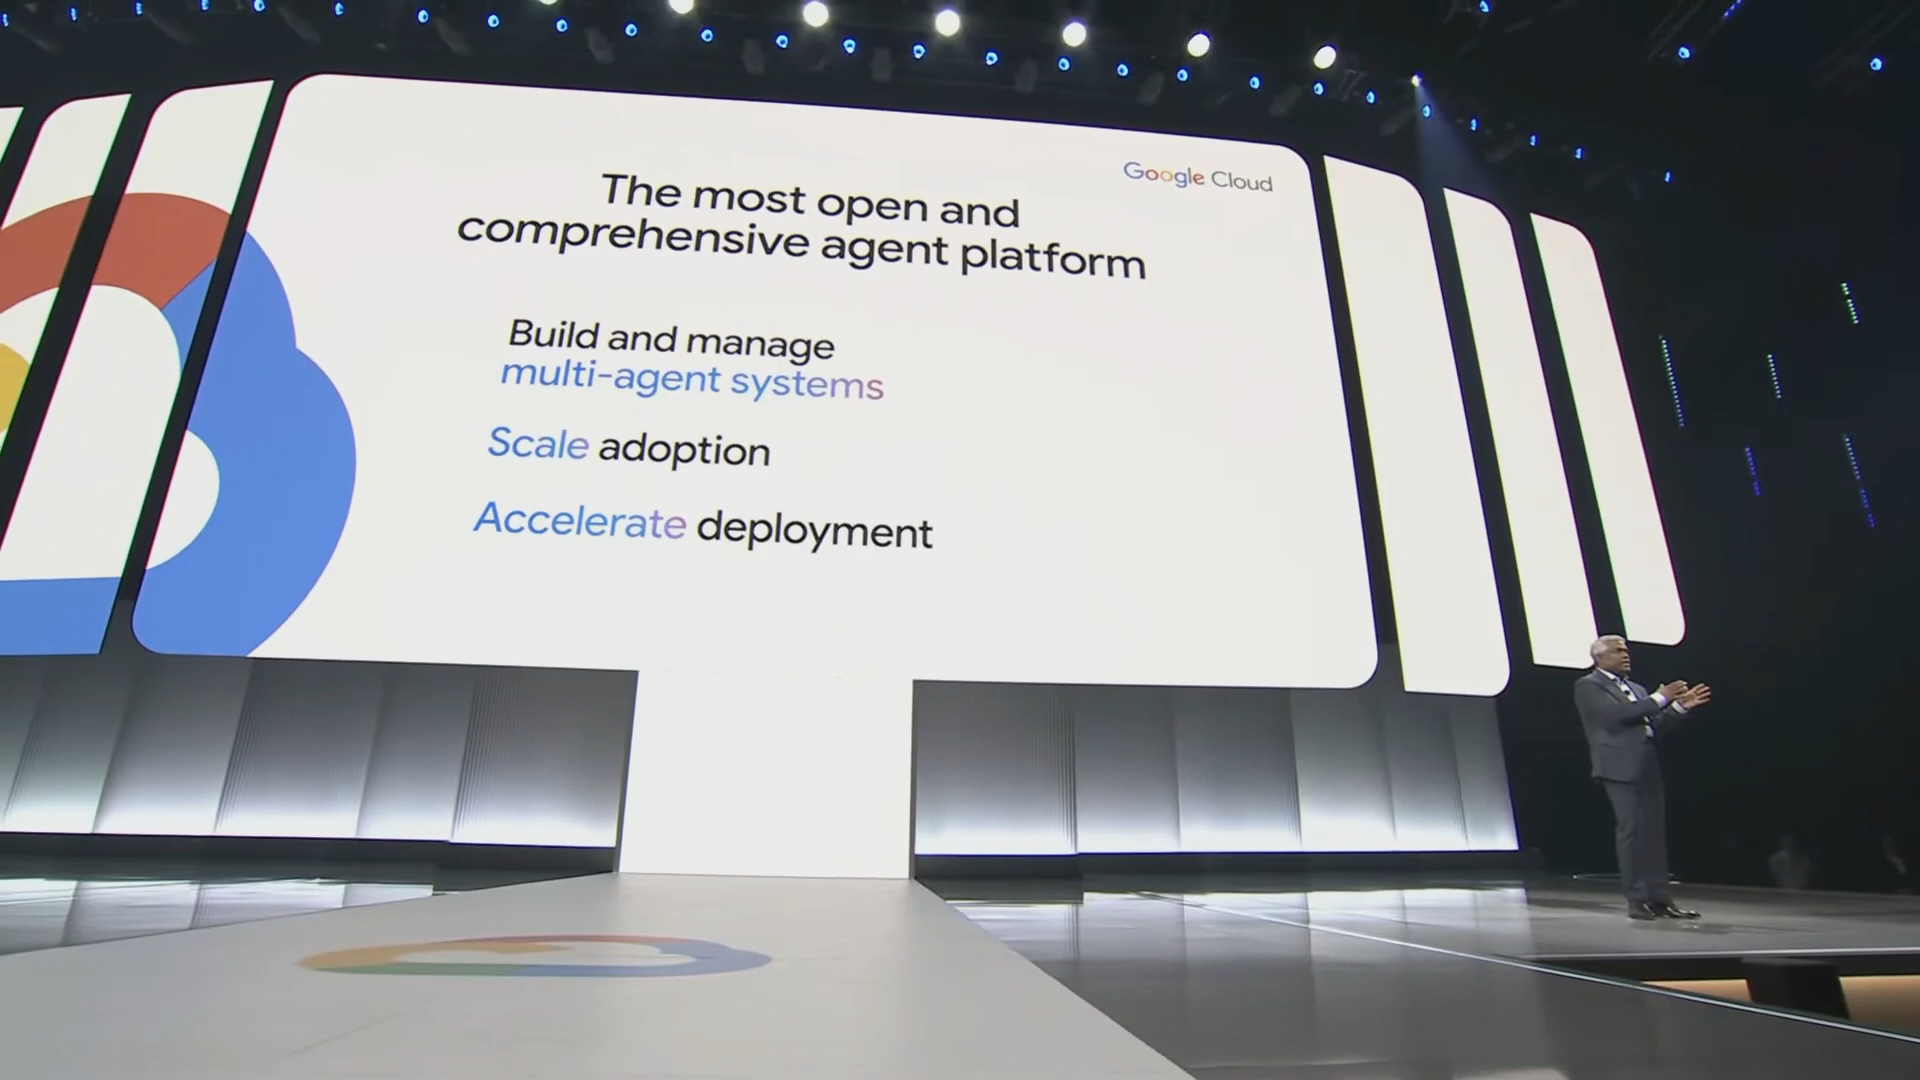 Google Cloud
The most open and
comprehensive agent platform
Build and manage
multi-agent systems
Scale adoption
Accelerate deployment